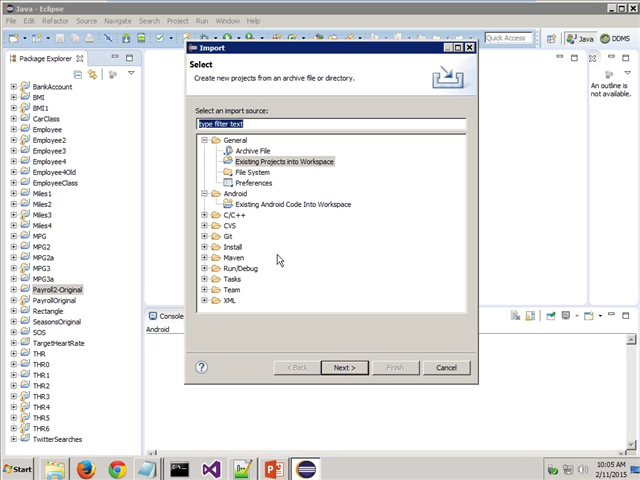 Java - Eclipse
File Edit Refactor Source Navigate Search Project Run Window Help
Quick Access
Java
DDMS
Package Explorer
BankAccount
BMI
BMI1
CarClass
Employee
Employee2
Employee3
Employee4
Employee4Old
EmployeeClass
Miles1
Miles2
Miles3
Miles4
MPG
MPG2
MPG2a
MPG3
MPG3a
Payroll2-Original
PayrollOriginal
Rectangle
SeasonsOriginal
SOS
TargetHeartRate
THR
THR0
THR1
THR2
THR3
THR4
THR5
THR6
TwitterSearches
Import
Select
Create new projects from an archive file or directory.
Select an import source:
type filter text
General
Archive File
Existing Projects into Workspace
File System
Preferences
Android
Existing Android Code Into Workspace
C/C++
CVS
Git
Install
Maven
Run/Debug
Tasks
Team
XML
?
< Back
Next >
Finish
Cancel
An outline is
not available.
Console
Android
Start
10:05 AM
2/11/2015